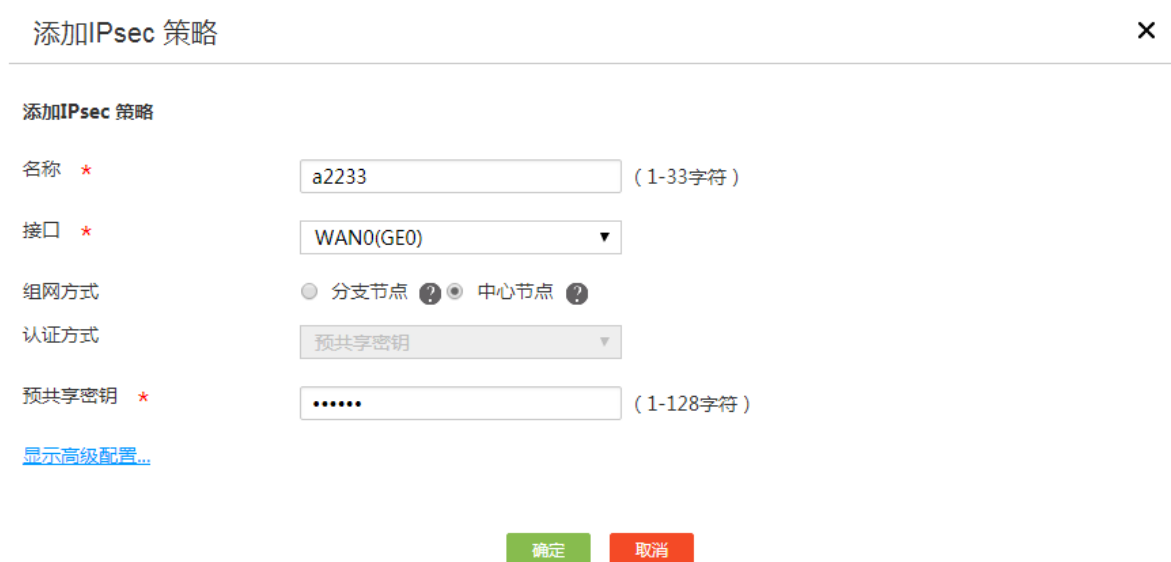 添加IPsec 策略
添加IPsec 策略
名称 *
a2233 (1-33字符)
接口 *
WAN0(GE0)
组网方式 分支节点 ? 中心节点 ?
认证方式 预共享密钥
预共享密钥 * •••••• (1-128字符)
显示高级配置...
确定 取消